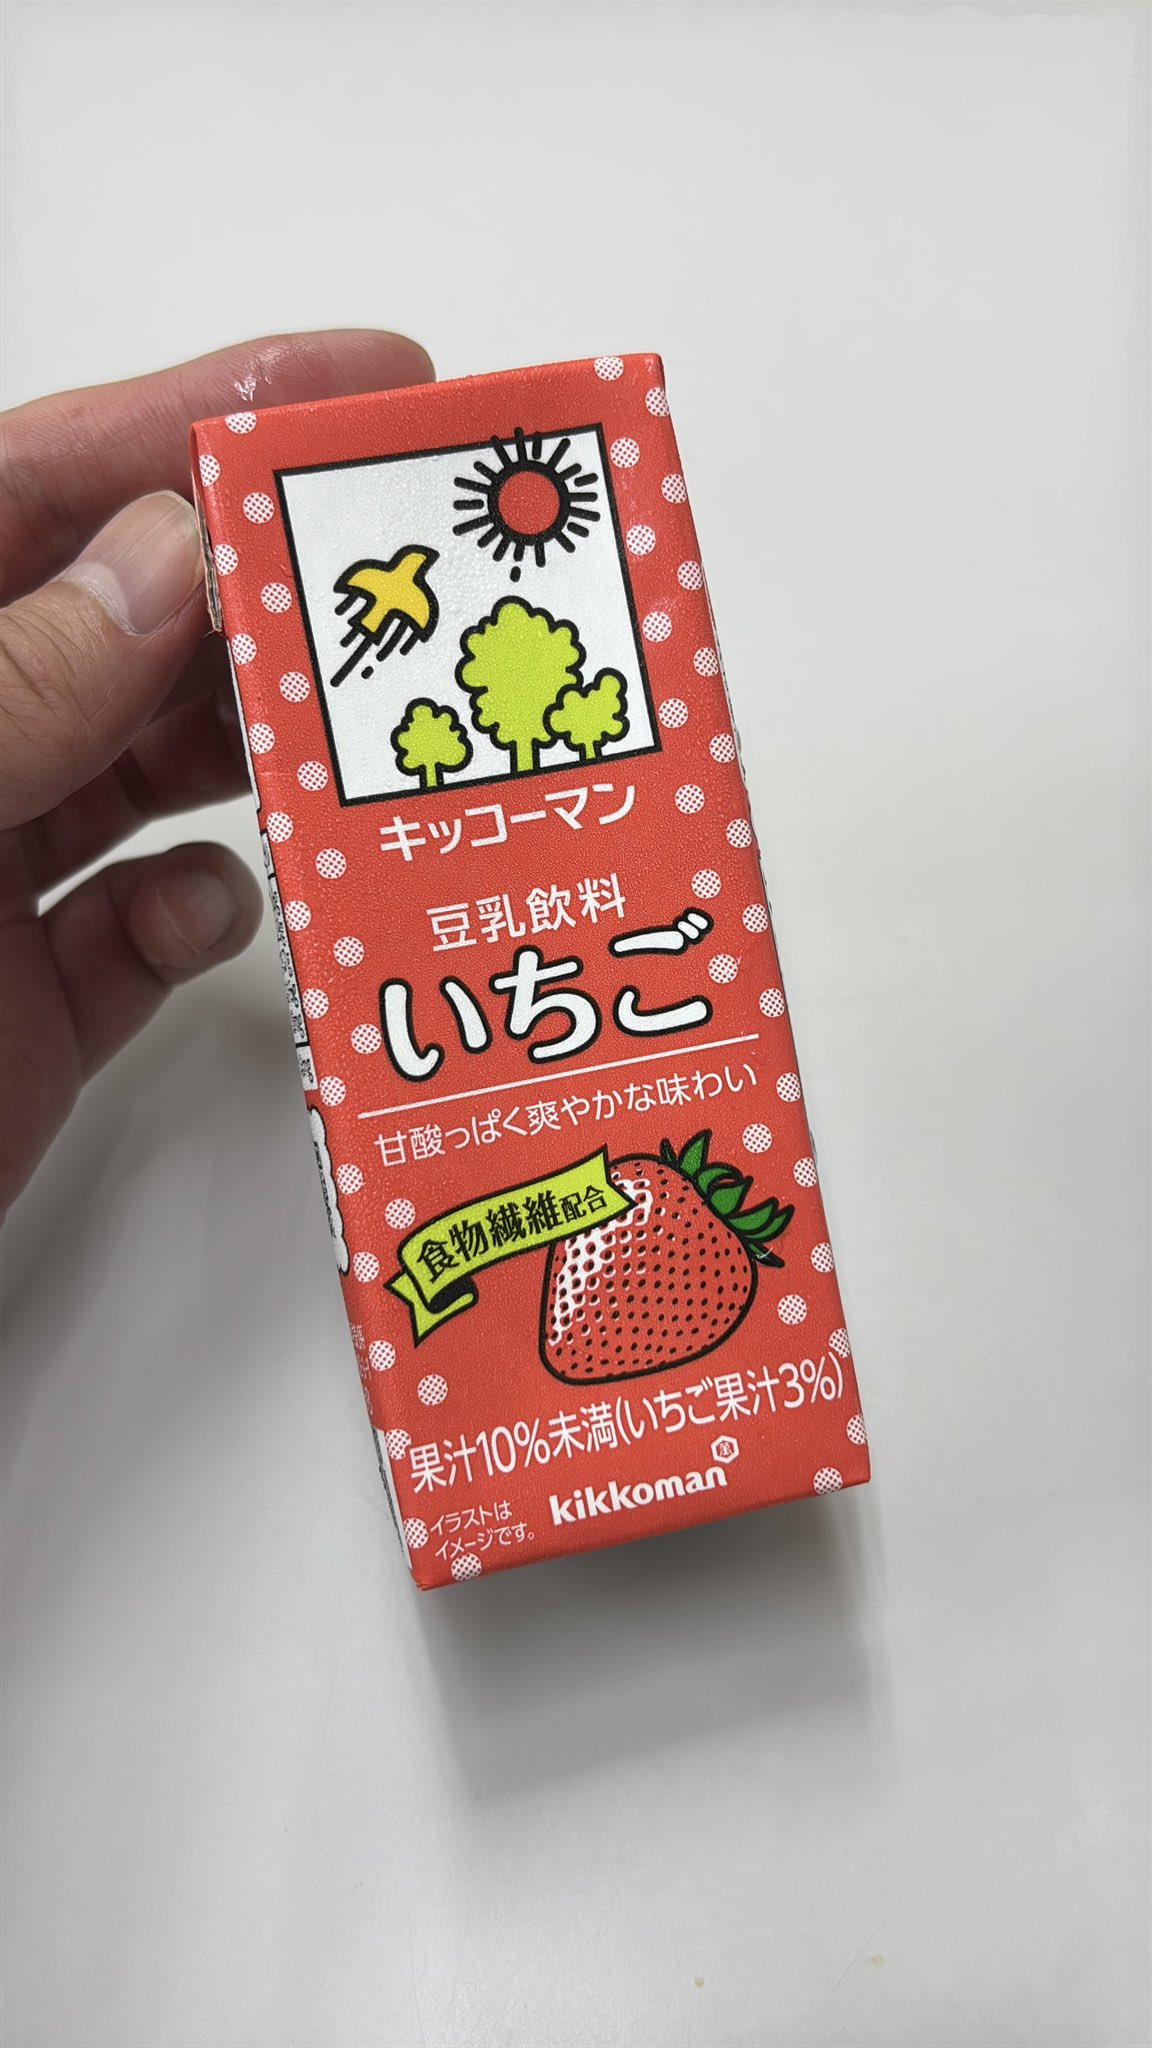 キッコーマン
豆乳飲料
いちご
甘酸っぱく爽やかな味わい
食物繊維配合
果汁10%未満(いちご果汁3%)
イラストは
イメージです。
kikkoman